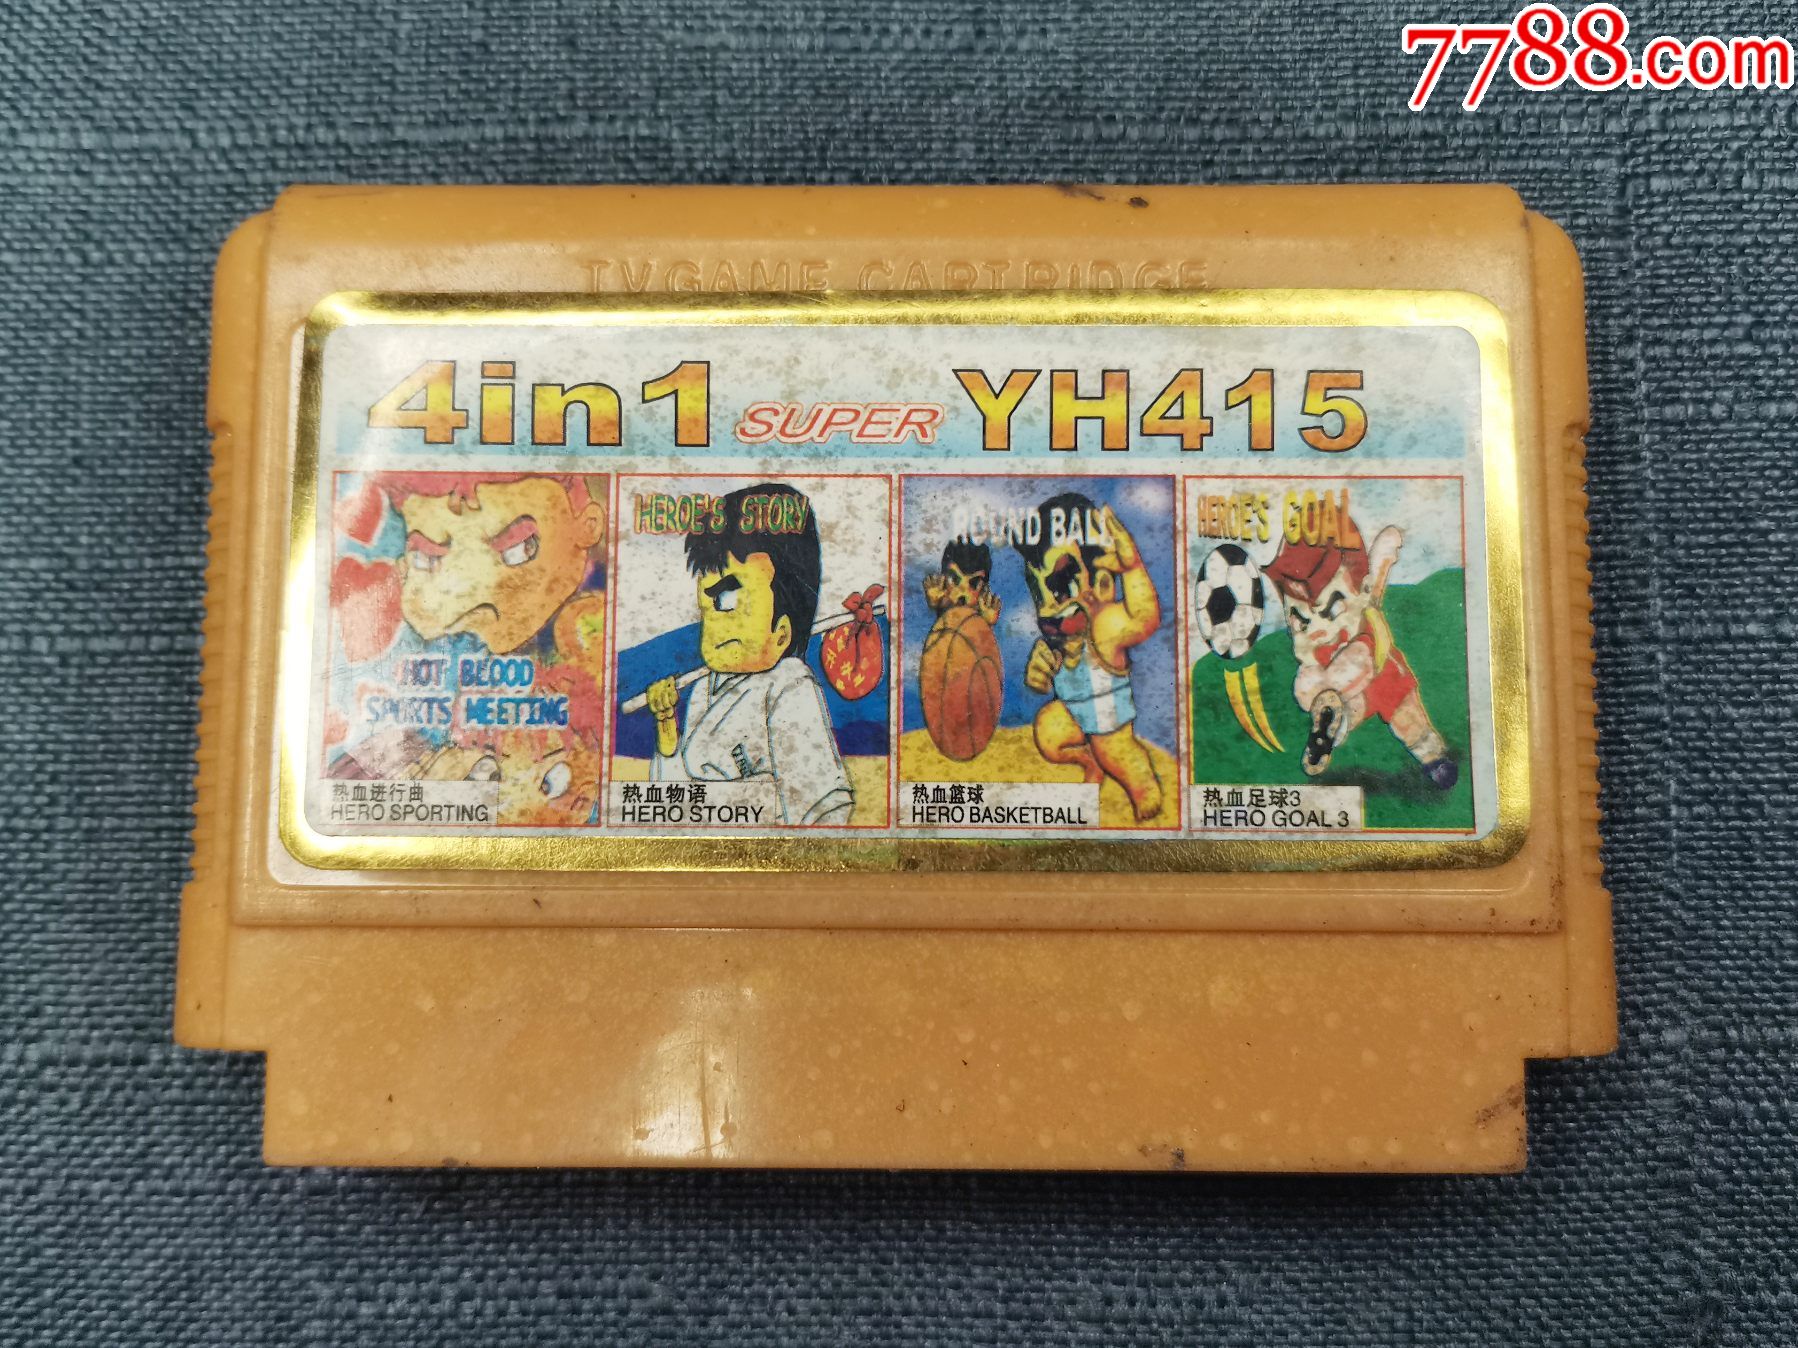 7788.com
TV GAME CARTRIDGE
4in1 SUPER YH415
HOT BLOOD
SPORTS MEETING
热血进行曲
HERO SPORTING
HEROE'S STORY
热血物语
HERO STORY
ROUND BALL
热血篮球
HERO BASKETBALL
HEROE'S GOAL
热血足球3
HERO GOAL 3